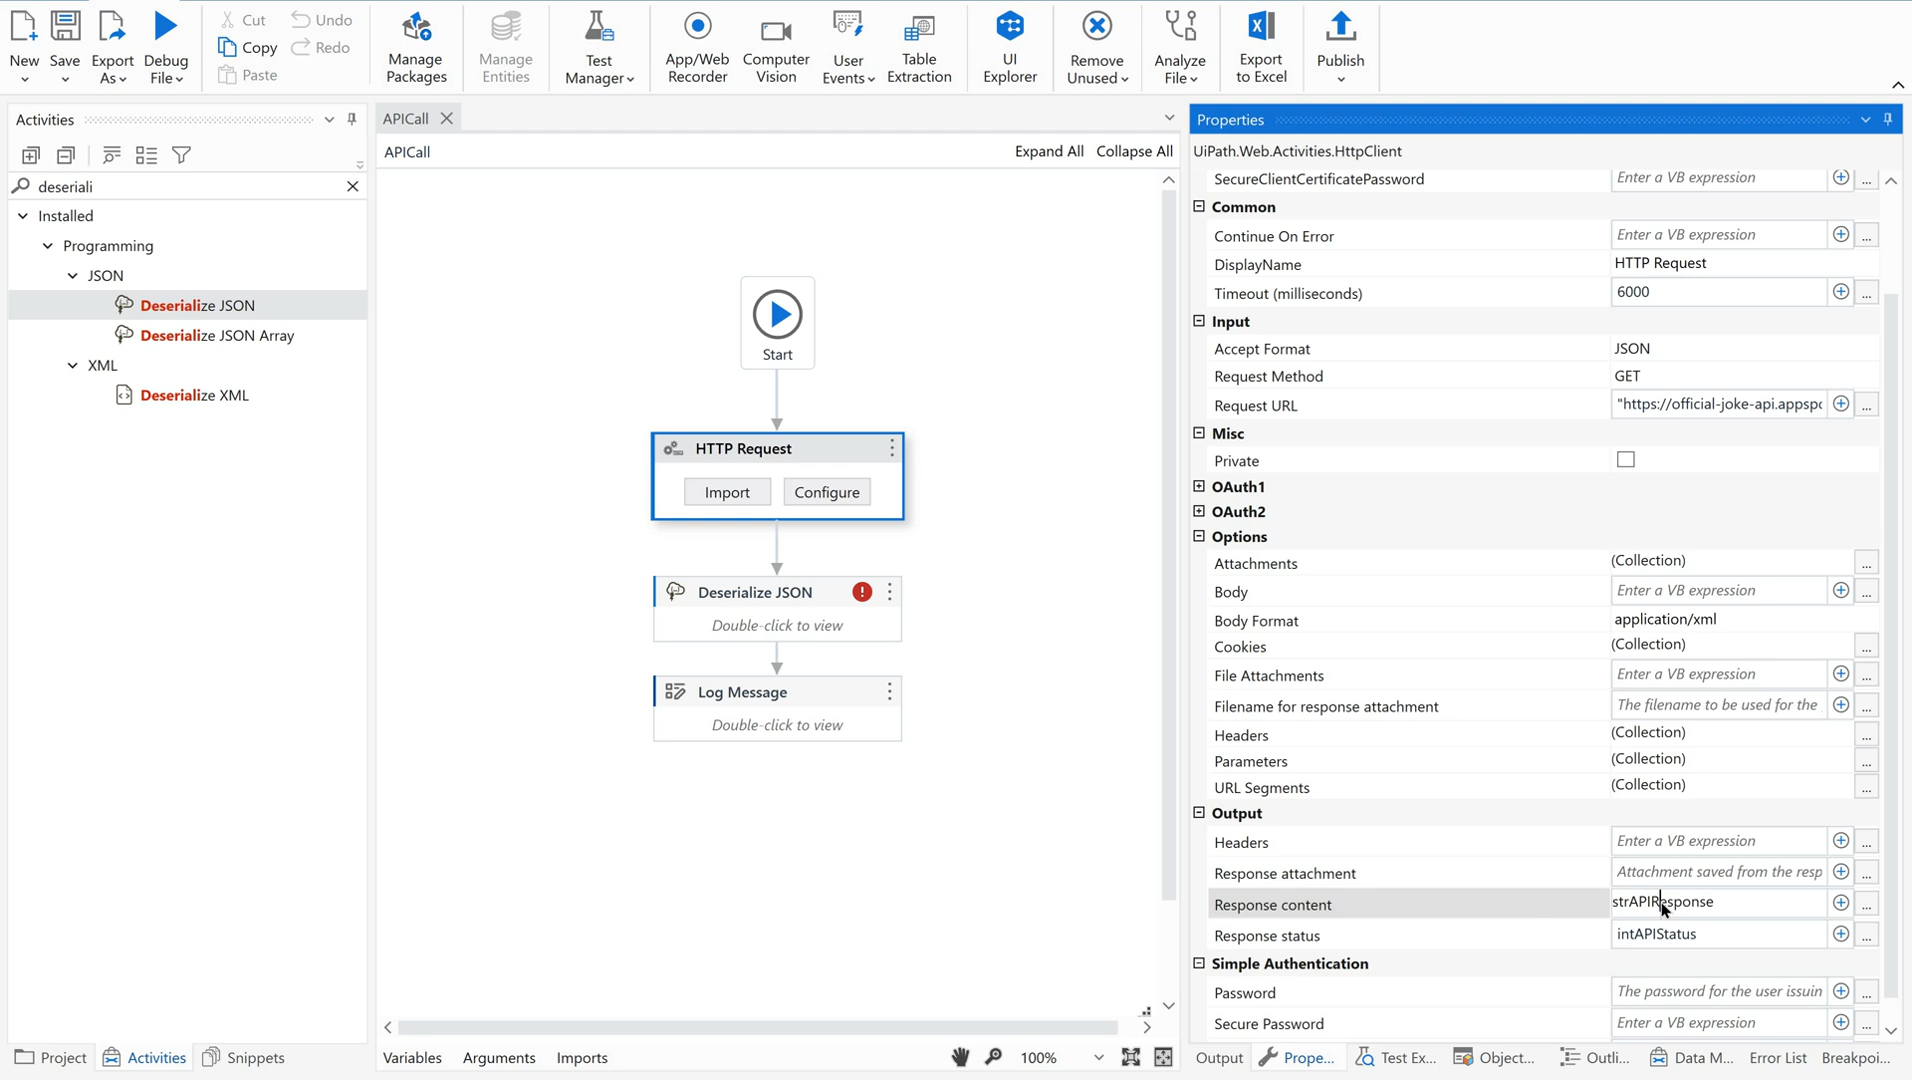 New
Save
Export As
Debug File
Cut
Copy
Paste
Undo
Redo
Manage Packages
Manage Entities
Test Manager
App/Web Recorder
Computer Vision
User Events
Table Extraction
UI Explorer
Remove Unused
Analyze File
Export to Excel
Publish
Activities
deseriali
Installed
Programming
JSON
Deserialize JSON
Deserialize JSON Array
XML
Deserialize XML
APICall
APICall
Expand All Collapse All
Start
HTTP Request
Import Configure
Deserialize JSON
Double-click to view
Log Message
Double-click to view
Properties
UiPath.Web.Activities.HttpClient
SecureClientCertificatePassword Enter a VB expression ...
Common
Continue On Error Enter a VB expression ...
DisplayName HTTP Request
Timeout (milliseconds) 6000 ...
Input
Accept Format JSON
Request Method GET
Request URL "https://official-joke-api.appspo ...
Misc
Private
OAuth1
OAuth2
Options
Attachments (Collection) ...
Body Enter a VB expression ...
Body Format application/xml
Cookies (Collection) ...
File Attachments Enter a VB expression ...
Filename for response attachment The filename to be used for the ...
Headers (Collection) ...
Parameters (Collection) ...
URL Segments (Collection) ...
Output
Headers Enter a VB expression ...
Response attachment Attachment saved from the resp ...
Response content strAPIResponse ...
Response status intAPIStatus ...
Simple Authentication
Password The password for the user issuin ...
Secure Password Enter a VB expression ...
Project Activities Snippets
Variables Arguments Imports 100%
Output Prope... Test Ex... Object... Outli... Data M... Error List Breakpoi...